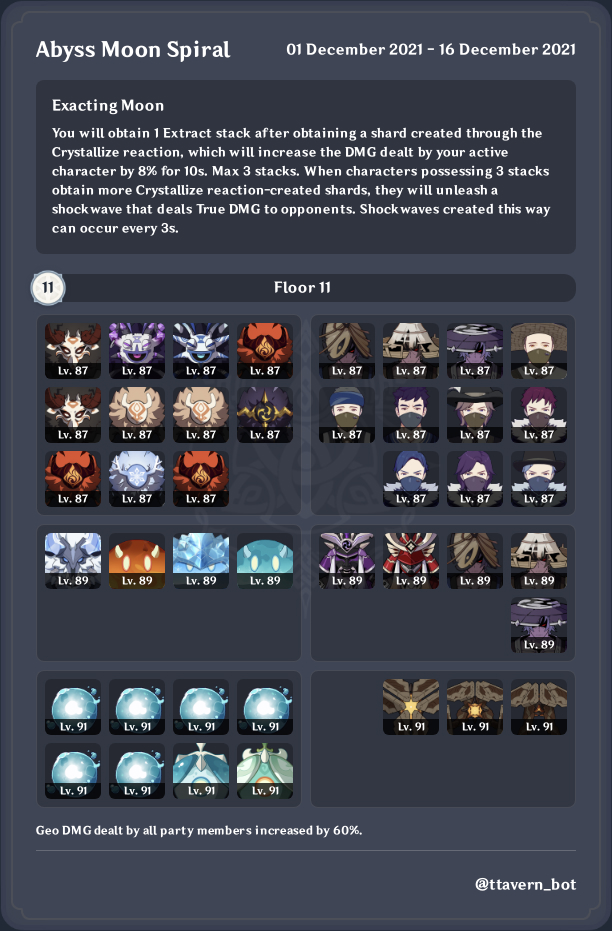 Abyss Moon Spiral
01 December 2021 – 16 December 2021
Exacting Moon
You will obtain 1 Extract stack after obtaining a shard created through the
Crystallize reaction, which will increase the DMG dealt by your active
character by 8% for 10s. Max 3 stacks. When characters possessing 3 stacks
obtain more Crystallize reaction-created shards, they will unleash a
shockwave that deals True DMG to opponents. Shockwaves created this way
can occur every 3s.
11
Floor 11
Lv. 87 Lv. 87 Lv. 87 Lv. 87
Lv. 87 Lv. 87 Lv. 87 Lv. 87
Lv. 87 Lv. 87 Lv. 87
Lv. 87 Lv. 87 Lv. 87 Lv. 87
Lv. 87 Lv. 87 Lv. 87 Lv. 87
Lv. 87 Lv. 87 Lv. 87
Lv. 89 Lv. 89 Lv. 89 Lv. 89
Lv. 89 Lv. 89 Lv. 89 Lv. 89
Lv. 89
Lv. 91 Lv. 91 Lv. 91 Lv. 91
Lv. 91 Lv. 91 Lv. 91 Lv. 91
Lv. 91 Lv. 91 Lv. 91
Geo DMG dealt by all party members increased by 60%.
@ttavern_bot